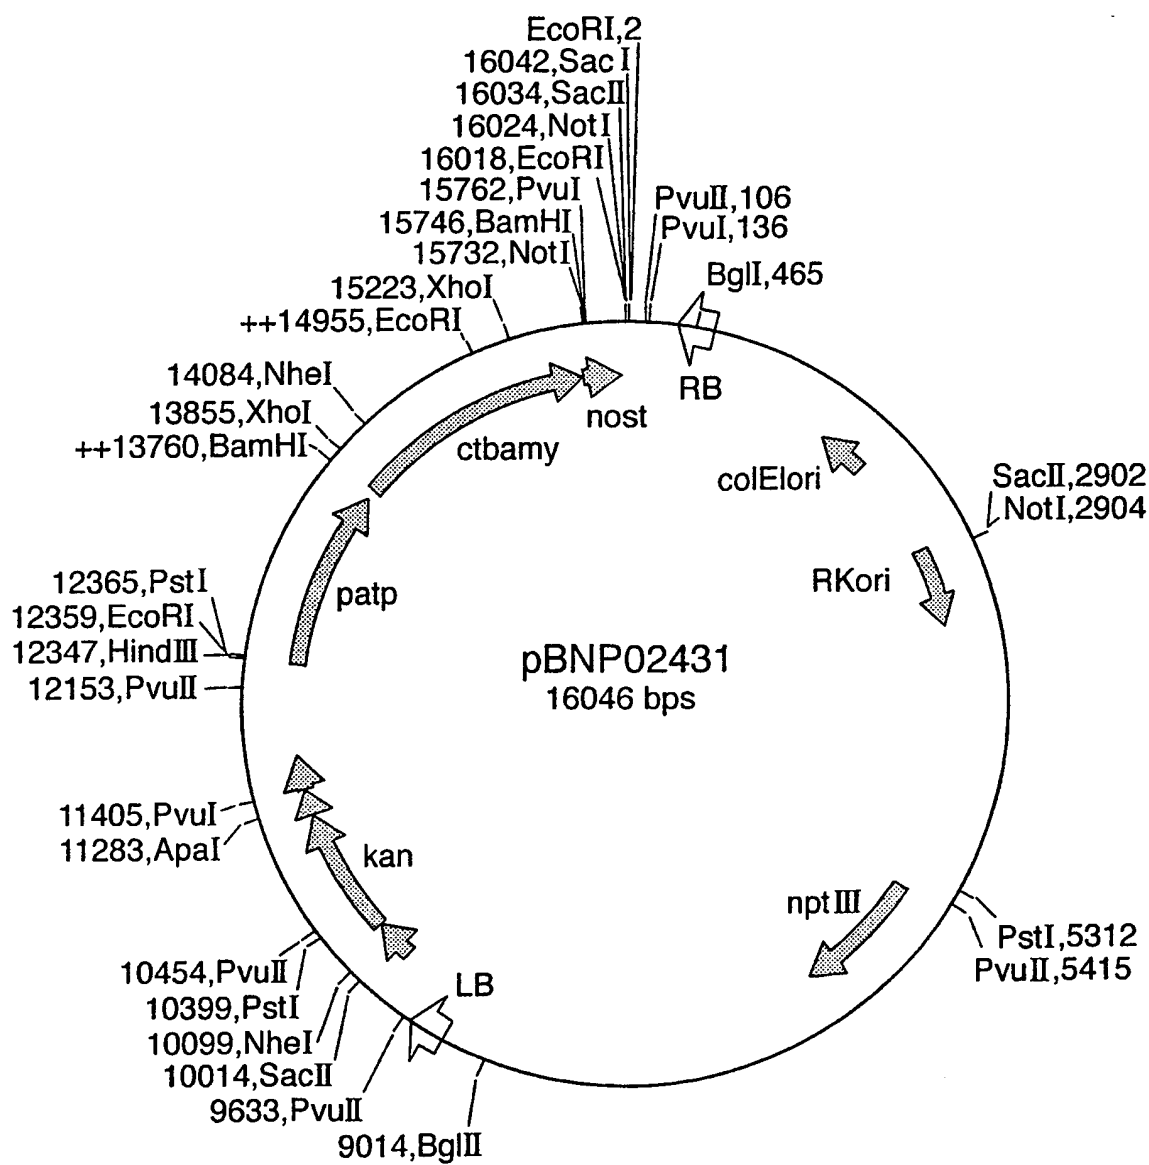 EcoRI,2
16042,SacI
16034,SacII
16024,NotI
16018,EcoRI
15762,PvuI
15746,BamHI
15732,NotI
15223,XhoI
++14955,EcoRI
14084,NheI
13855,XhoI
++13760,BamHI
PvuII,106
PvuI,136
BglI,465
RB
nost
ctbamy
colEIori
SacII,2902
NotI,2904
RKori
patp
12365,PstI
12359,EcoRI
12347,HindIII
12153,PvuII
pBNP02431
16046 bps
11405,PvuI
11283,ApaI
kan
nptIII
PstI,5312
PvuII,5415
10454,PvuII
10399,PstI
10099,NheI
10014,SacII
9633,PvuII
9014,BglII
LB